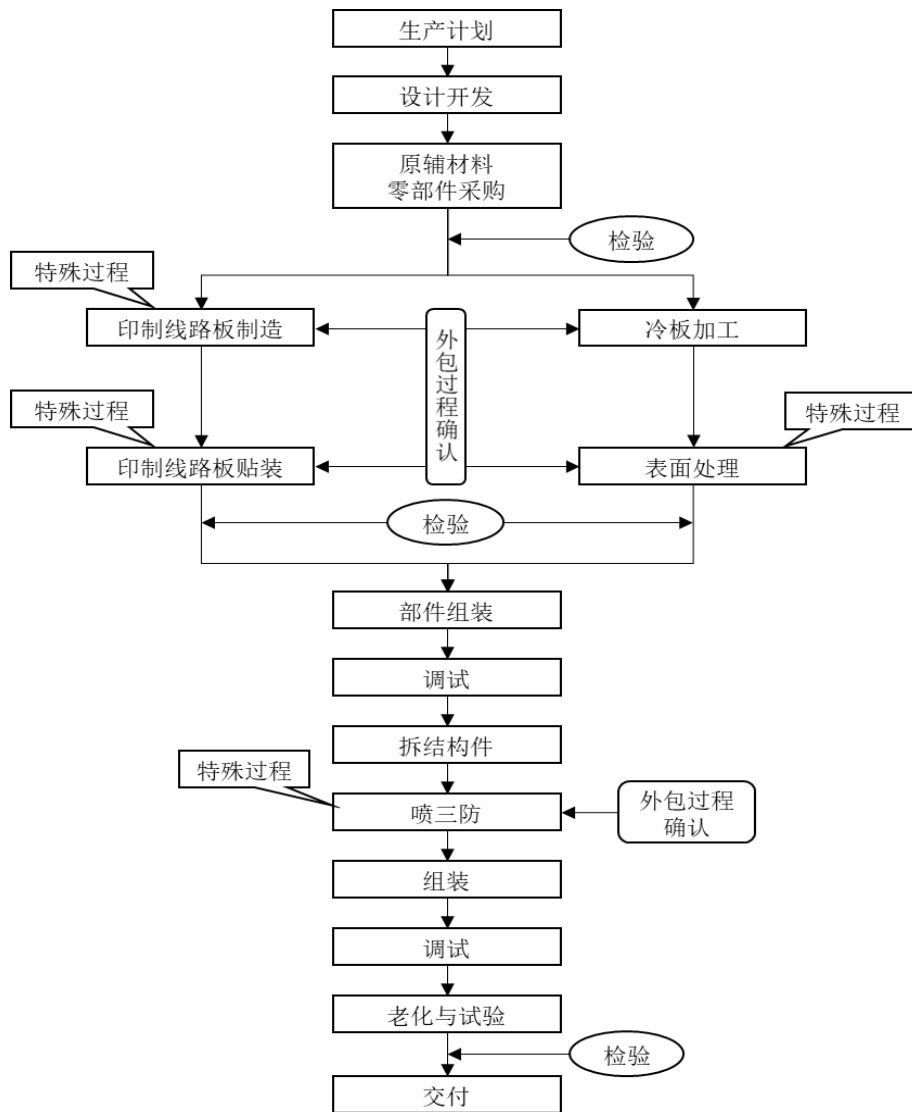 生产计划
设计开发
原辅材料
零部件采购
检验
特殊过程
印制线路板制造
外包过程确认
冷板加工
特殊过程
特殊过程
印制线路板贴装
表面处理
检验
部件组装
调试
拆结构件
特殊过程
喷三防
外包过程
确认
组装
调试
老化与试验
检验
交付